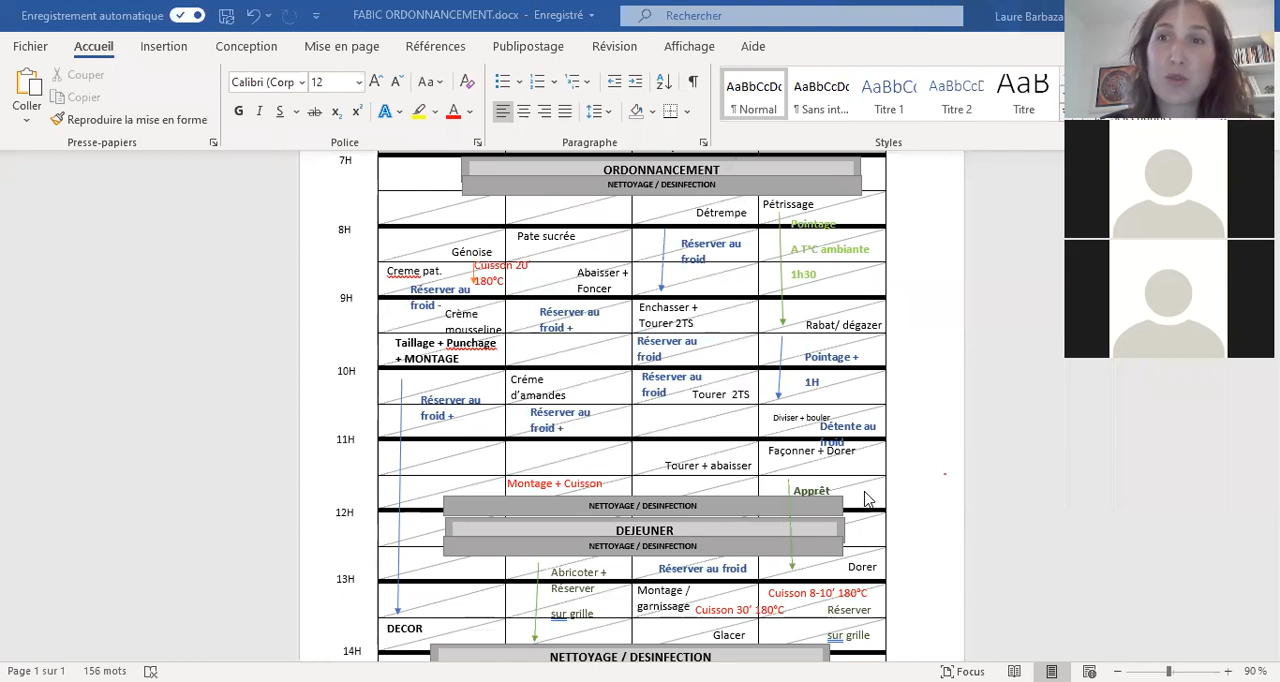 Enregistrement automatique
FABIC ORDONNANCEMENT.docx - Enregistré
Rechercher
Laure Barbaza
Fichier Accueil Insertion Conception Mise en page Références Publipostage Révision Affichage Aide
Coller
Couper
Copier
Reproduire la mise en forme
Presse-papiers
Calibri (Corp 12
Police
Paragraphe
AaBbCcDc AaBbCcDc AaBbC AaBbCcD AaB
¶ Normal ¶ Sans int... Titre 1 Titre 2 Titre
Styles
7H
ORDONNANCEMENT
NETTOYAGE / DESINFECTION
Détrempe
Pétrissage
8H
Génoise
Pate sucrée
Réserver au
froid
Pointage
A T°C ambiante
1h30
Creme pat.
Cuisson 20'
180°C
Abaisser +
Foncer
Réserver au
froid -
9H
Crème
mousseline
Réserver au
froid +
Enchasser +
Tourer 2TS
Rabat/ dégazer
Taillage + Punchage
+ MONTAGE
Réserver au
froid
Pointage +
1H
10H
Réserver au
froid +
Créme
d'amandes
Réserver au
froid
Tourer 2TS
Réserver au
froid +
Diviser + bouler
Détente au
froid
11H
Tourer + abaisser
Façonner + Dorer
Montage + Cuisson
Apprêt
NETTOYAGE / DESINFECTION
12H
DEJEUNER
NETTOYAGE / DESINFECTION
Abricoter +
Réserver
sur grille
Réserver au froid
Dorer
13H
Montage /
garnissage
Cuisson 30' 180°C
Cuisson 8-10' 180°C
Réserver
sur grille
DECOR
Glacer
14H
NETTOYAGE / DESINFECTION
Page 1 sur 1 156 mots
Focus
90 %